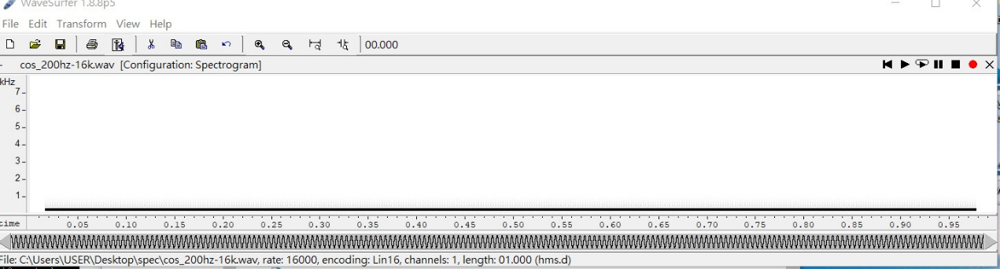 WaveSurfer 1.8.8p5
File Edit Transform View Help
00.000
cos_200hz-16k.wav [Configuration: Spectrogram]
kHz
7
6
5
4
3
2
1
time 0.05 0.10 0.15 0.20 0.25 0.30 0.35 0.40 0.45 0.50 0.55 0.60 0.65 0.70 0.75 0.80 0.85 0.90 0.95
File: C:\Users\USER\Desktop\spec\cos_200hz-16k.wav, rate: 16000, encoding: Lin16, channels: 1, length: 01.000 (hms.d)